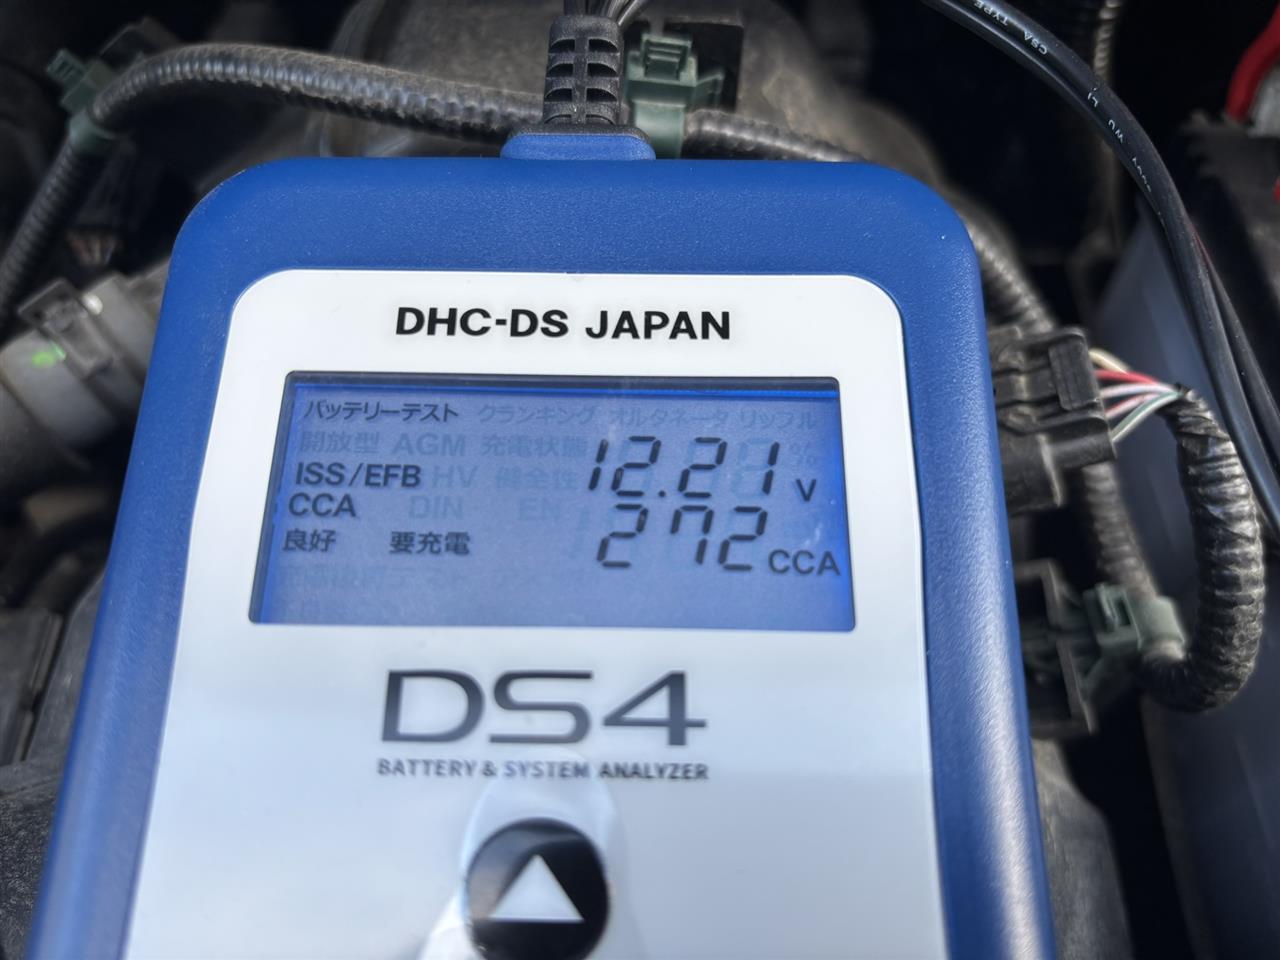 DHC-DS JAPAN
バッテリーテスト クランキング オルタネータ リップル
開放型 AGM 充電状態
ISS/EFB HV 健全性 12.21 V
CCA DIN EN
良好 要充電 272 CCA
DS4
BATTERY & SYSTEM ANALYZER
CSA TYPE